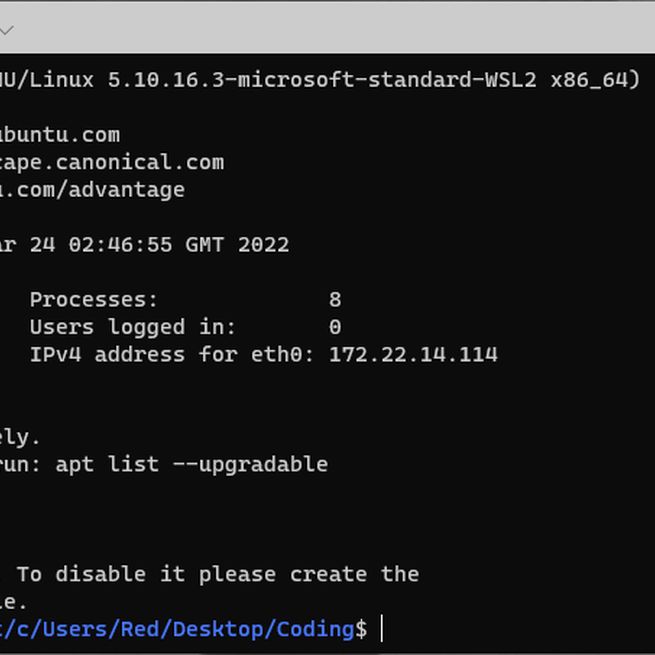 U/Linux 5.10.16.3-microsoft-standard-WSL2 x86_64)
buntu.com
cape.canonical.com
.com/advantage
ar 24 02:46:55 GMT 2022
Processes: 8
Users logged in: 0
IPv4 address for eth0: 172.22.14.114
ely.
run: apt list --upgradable
To disable it please create the
le.
/c/Users/Red/Desktop/Coding$